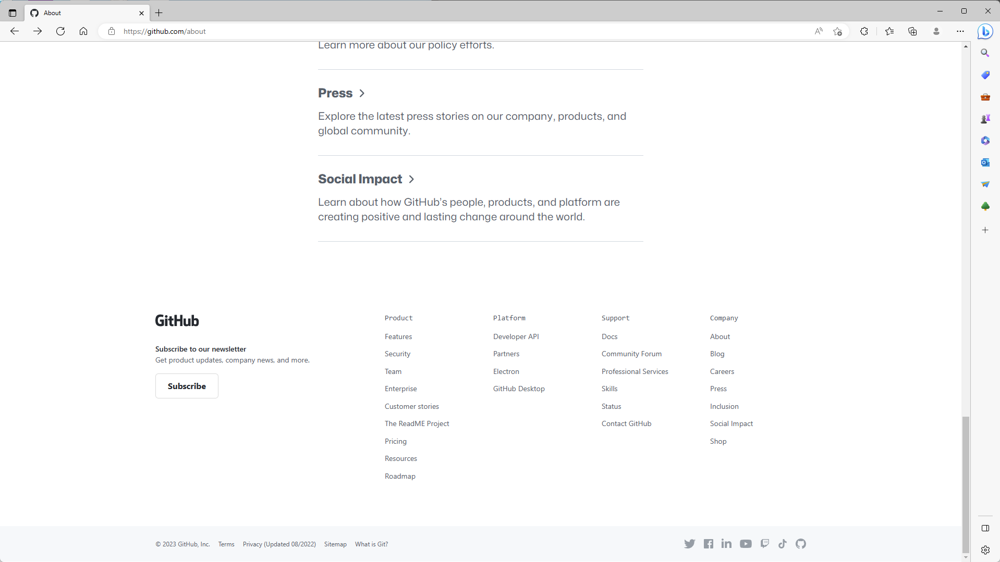 About
https://github.com/about
Learn more about our policy efforts.
Press
Explore the latest press stories on our company, products, and
global community.
Social Impact
Learn about how GitHub’s people, products, and platform are
creating positive and lasting change around the world.
GitHub
Subscribe to our newsletter
Get product updates, company news, and more.
Subscribe
Product
Features
Security
Team
Enterprise
Customer stories
The ReadME Project
Pricing
Resources
Roadmap
Platform
Developer API
Partners
Electron
GitHub Desktop
Support
Docs
Community Forum
Professional Services
Skills
Status
Contact GitHub
Company
About
Blog
Careers
Press
Inclusion
Social Impact
Shop
© 2023 GitHub, Inc. Terms Privacy (Updated 08/2022) Sitemap What is Git?